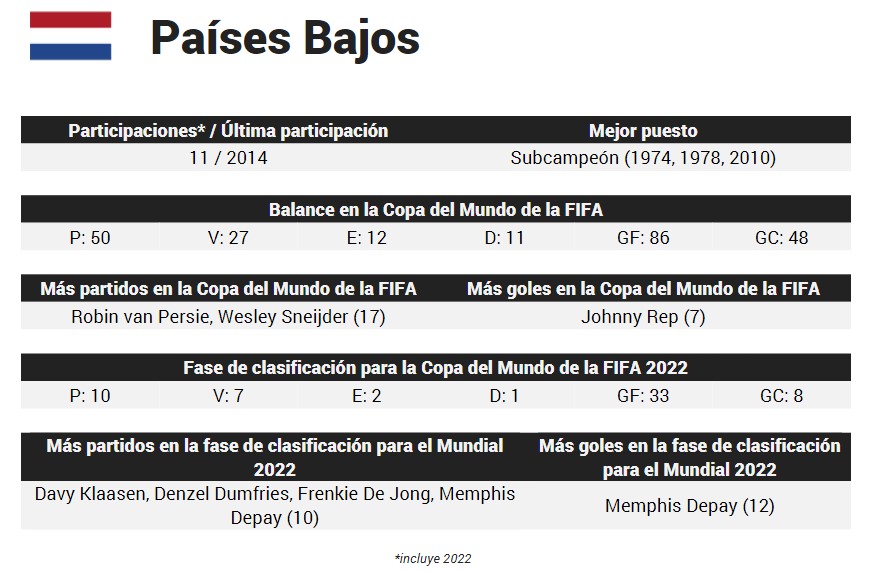 Países Bajos
Participaciones* / Última participación
Mejor puesto
11 / 2014
Subcampeón (1974, 1978, 2010)
Balance en la Copa del Mundo de la FIFA
P: 50
V: 27
E: 12
D: 11
GF: 86
GC: 48
Más partidos en la Copa del Mundo de la FIFA
Más goles en la Copa del Mundo de la FIFA
Robin van Persie, Wesley Sneijder (17)
Johnny Rep (7)
Fase de clasificación para la Copa del Mundo de la FIFA 2022
P: 10
V: 7
E: 2
D: 1
GF: 33
GC: 8
Más partidos en la fase de clasificación para el Mundial
2022
Más goles en la fase de clasificación
para el Mundial 2022
Davy Klaasen, Denzel Dumfries, Frenkie De Jong, Memphis
Depay (10)
Memphis Depay (12)
*incluye 2022